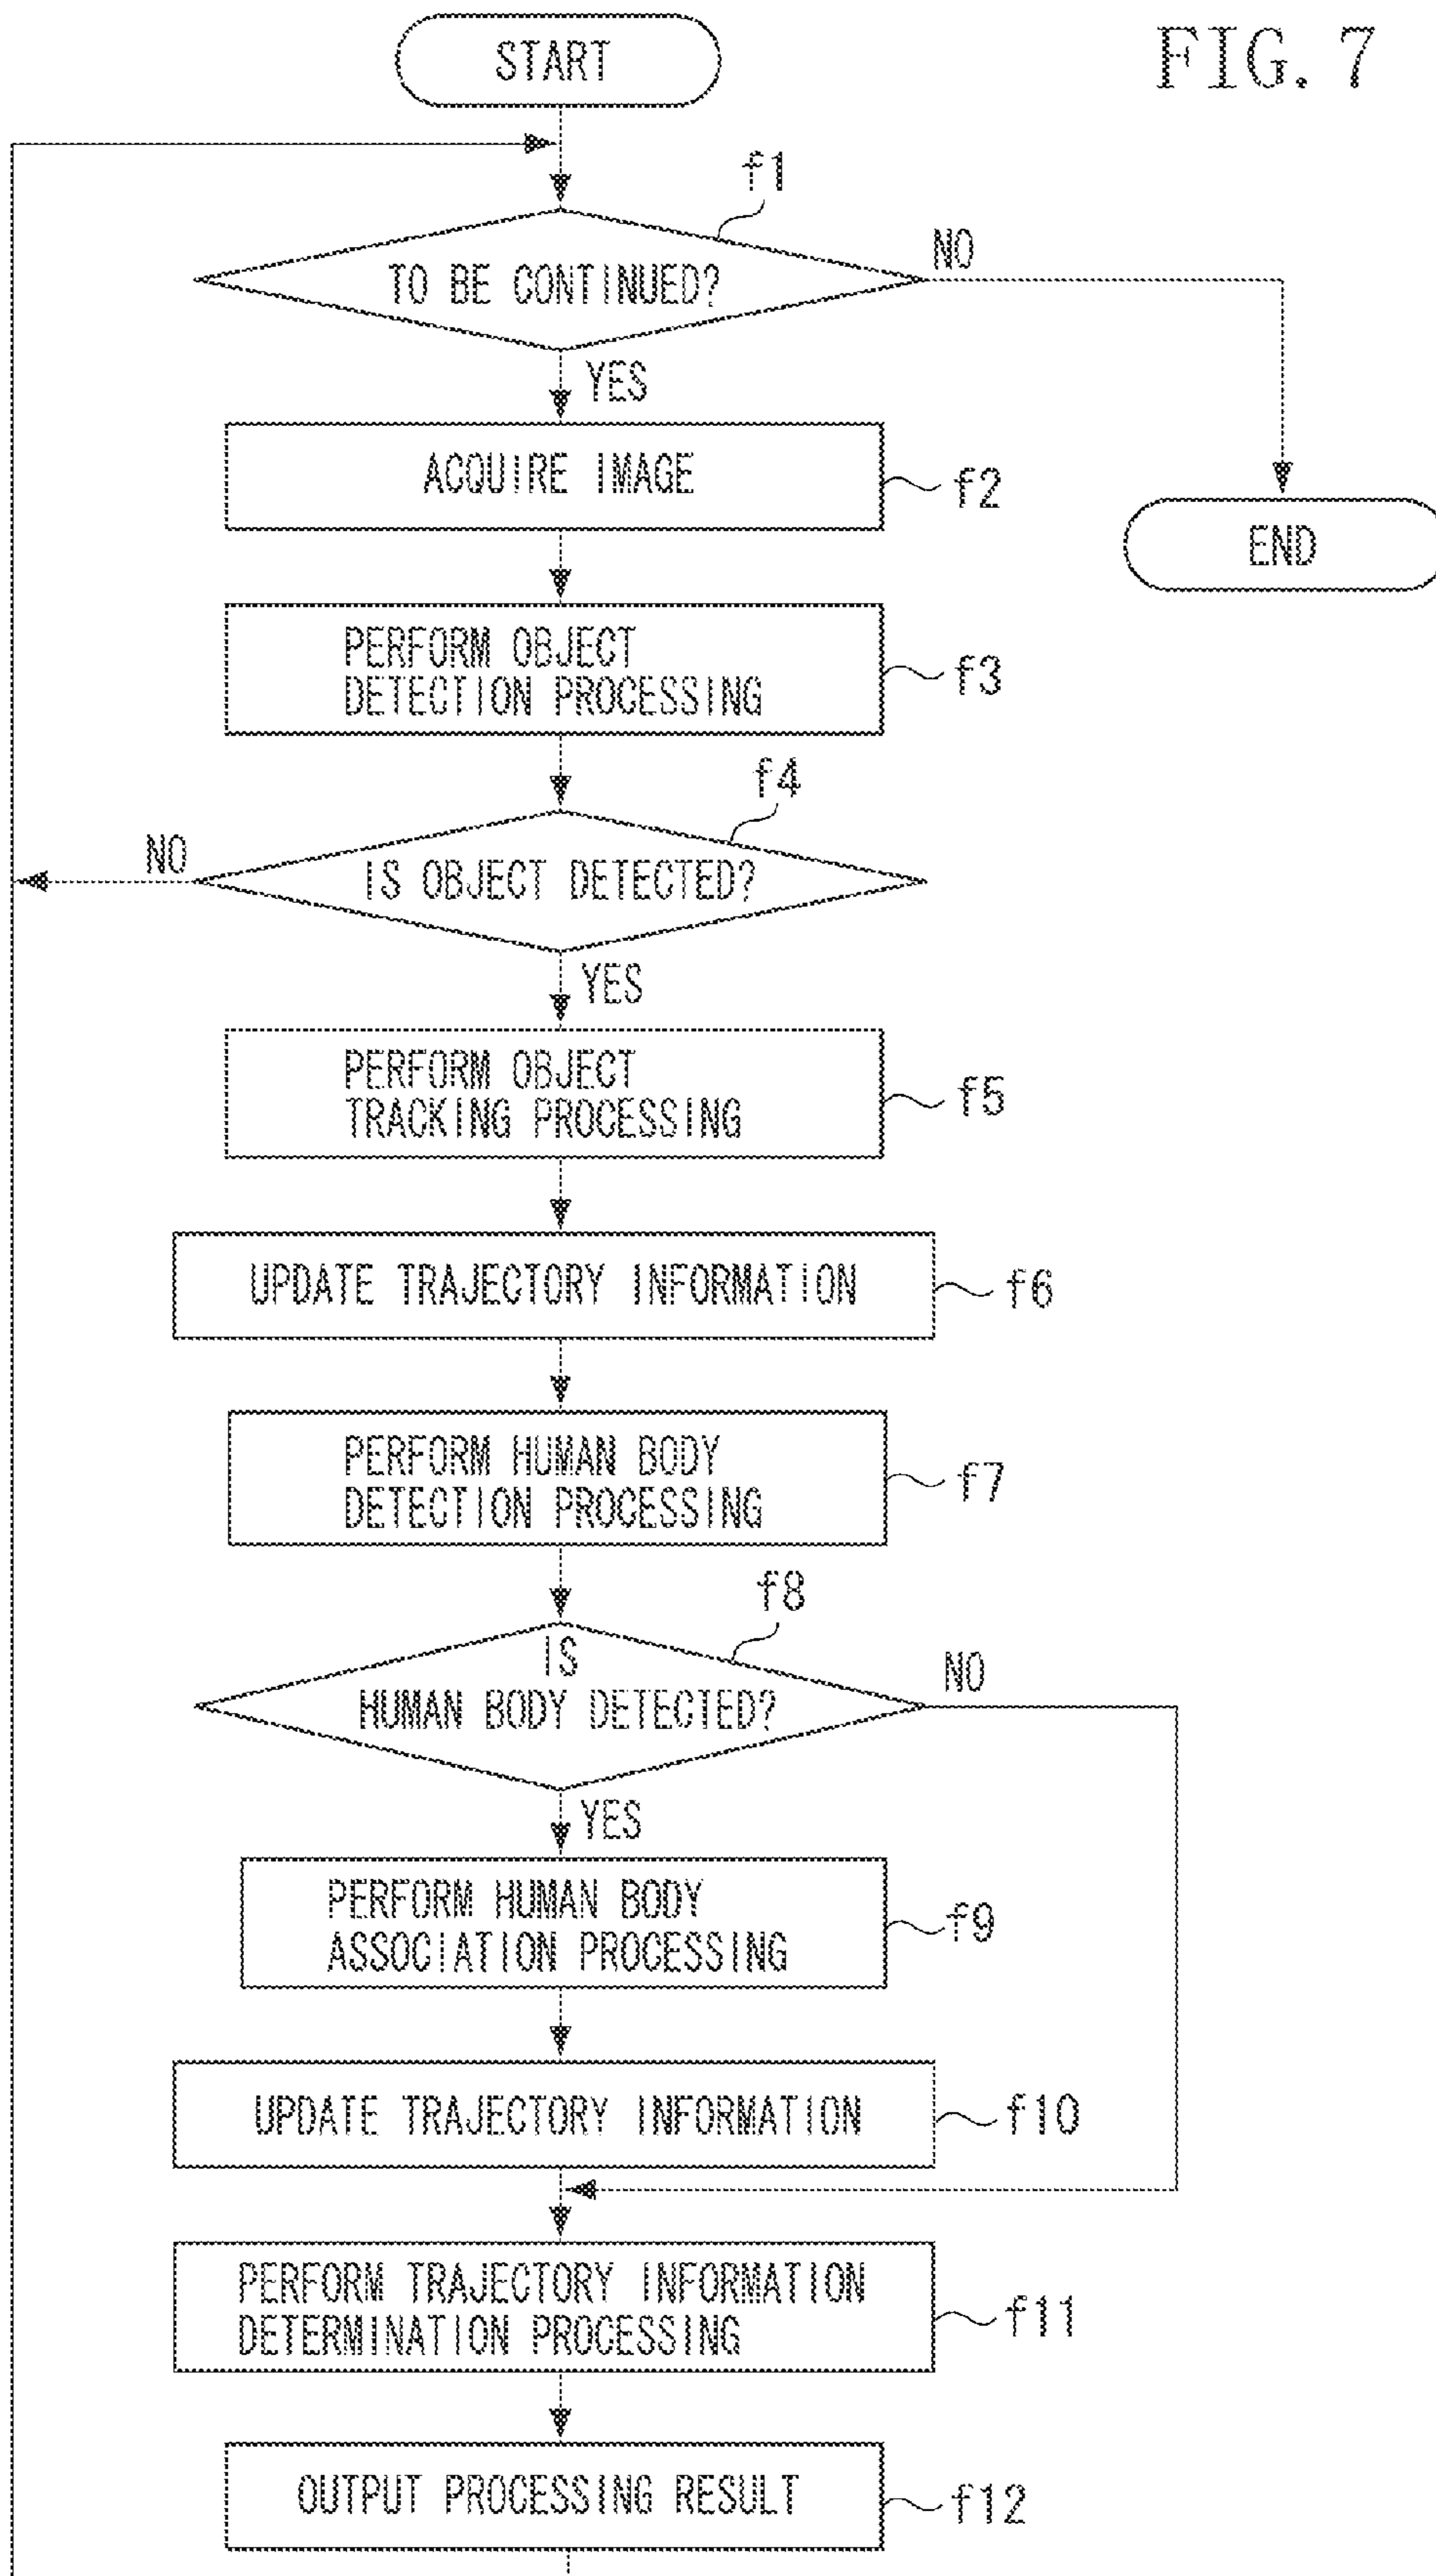 FIG. 7
START
f1
TO BE CONTINUED?
NO
YES
ACQUIRE IMAGE
f2
END
PERFORM OBJECT
DETECTION PROCESSING
f3
f4
NO
IS OBJECT DETECTED?
YES
PERFORM OBJECT
TRACKING PROCESSING
f5
UPDATE TRAJECTORY INFORMATION
f6
PERFORM HUMAN BODY
DETECTION PROCESSING
f7
f8
IS
HUMAN BODY DETECTED?
NO
YES
PERFORM HUMAN BODY
ASSOCIATION PROCESSING
f9
UPDATE TRAJECTORY INFORMATION
f10
PERFORM TRAJECTORY INFORMATION
DETERMINATION PROCESSING
f11
OUTPUT PROCESSING RESULT
f12